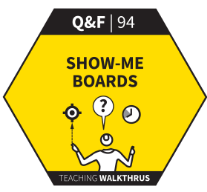 Q&F | 94
SHOW-ME
BOARDS
?
TEACHING WALKTHRUS